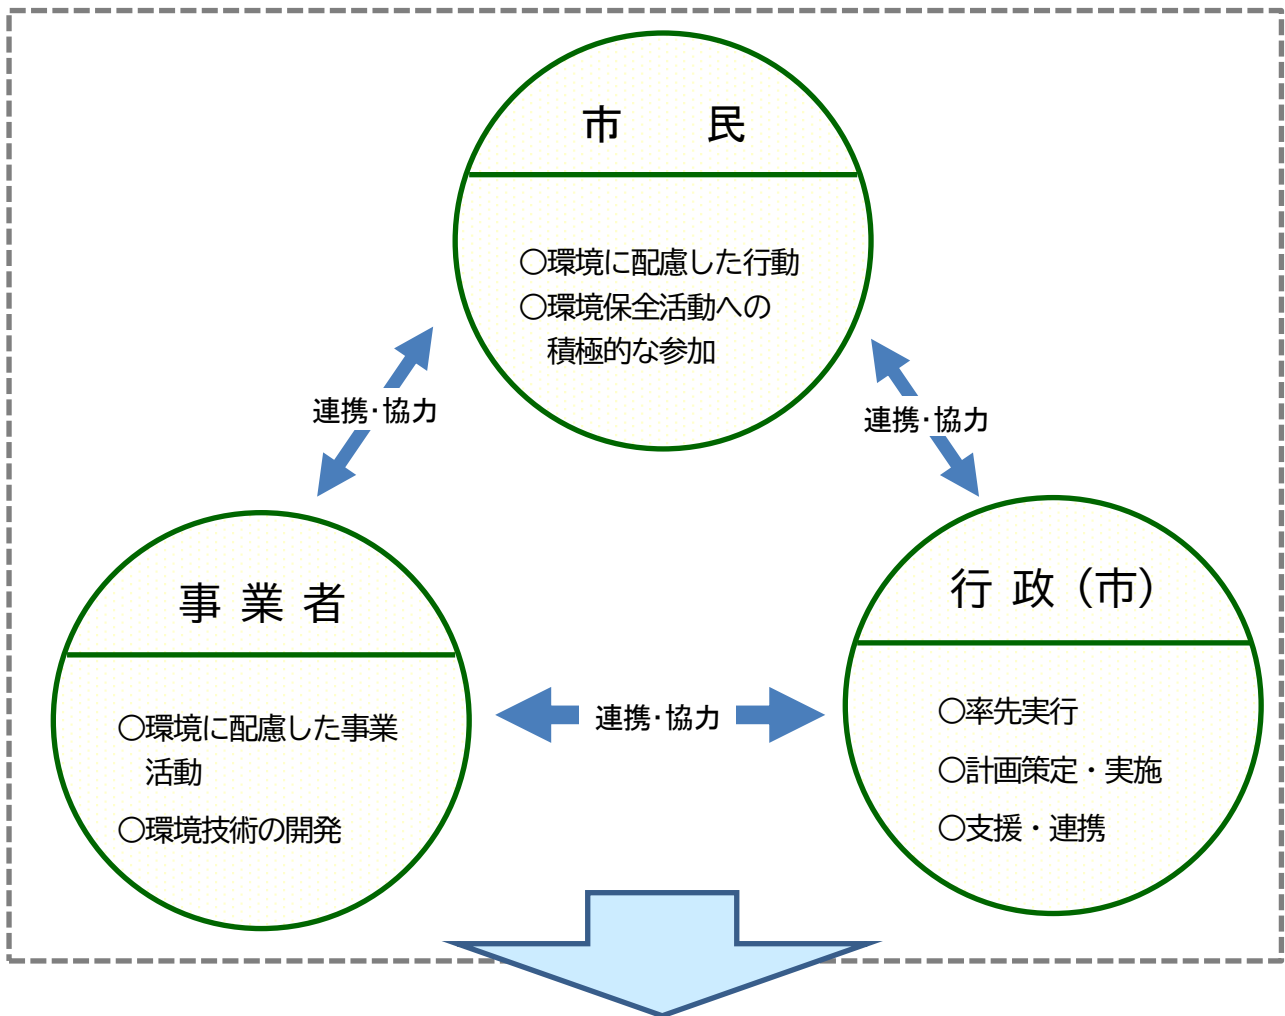 市　民
○環境に配慮した行動
○環境保全活動への
積極的な参加
連携･協力
連携･協力
事 業 者
○環境に配慮した事業
活動
○環境技術の開発
連携･協力
行 政（市）
○率先実行
○計画策定・実施
○支援・連携